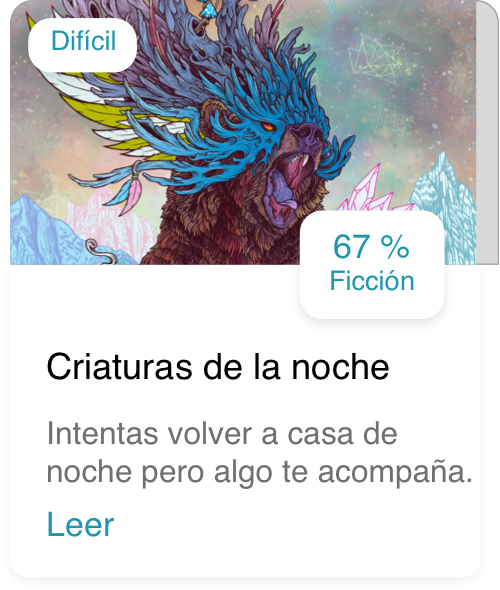 Difícil
67 %
Ficción
Criaturas de la noche
Intentas volver a casa de
noche pero algo te acompaña.
Leer